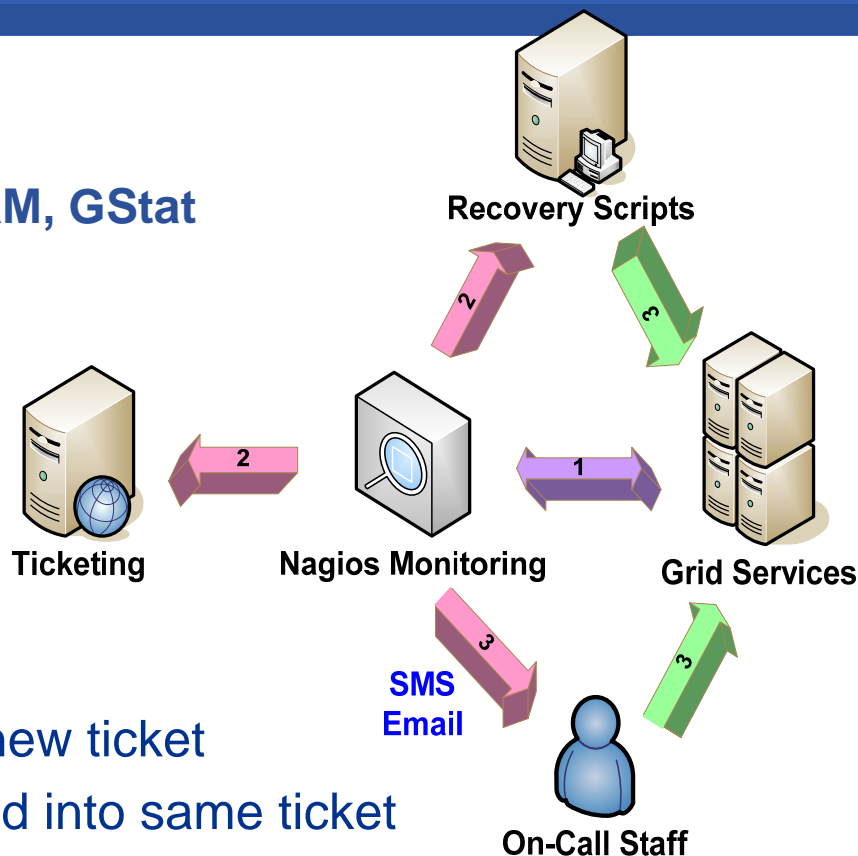 AM, GStat
Recovery Scripts
2
3
2
1
Ticketing
Nagios Monitoring
Grid Services
3
3
SMS
Email
new ticket
d into same ticket
On-Call Staff